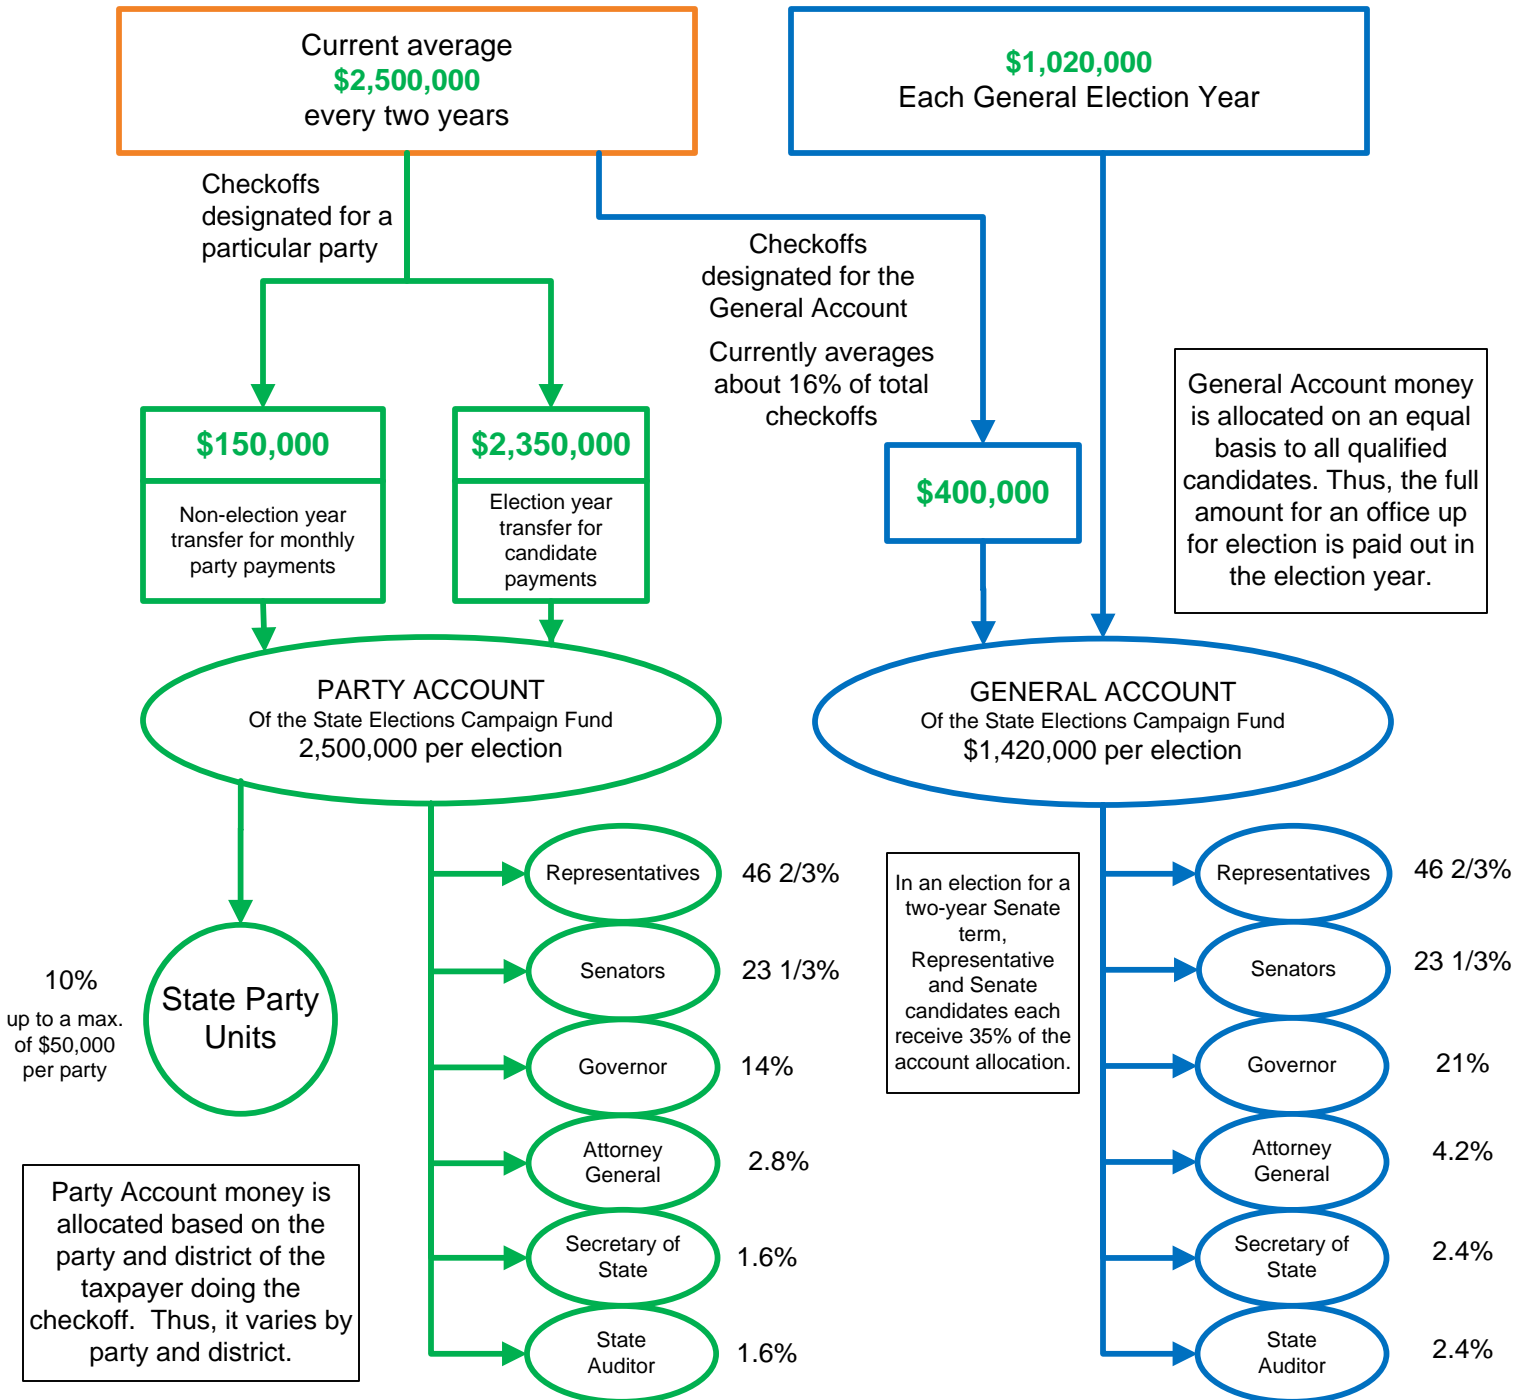 Current average
$2,500,000
every two years
$1,020,000
Each General Election Year
Checkoffs
designated for a
particular party
Checkoffs
designated for the
General Account
Currently averages
about 16% of total
checkoffs
General Account money
is allocated on an equal
basis to all qualified
candidates. Thus, the full
amount for an office up
for election is paid out in
the election year.
$150,000
Non-election year
transfer for monthly
party payments
$2,350,000
Election year
transfer for
candidate
payments
$400,000
PARTY ACCOUNT
Of the State Elections Campaign Fund
2,500,000 per election
GENERAL ACCOUNT
Of the State Elections Campaign Fund
$1,420,000 per election
10%
up to a max.
of $50,000
per party
State Party
Units
Party Account money is
allocated based on the
party and district of the
taxpayer doing the
checkoff.  Thus, it varies by
party and district.
Representatives
46 2/3%
Senators
23 1/3%
Governor
14%
Attorney
General
2.8%
Secretary of
State
1.6%
State
Auditor
1.6%
In an election for a
two-year Senate
term,
Representative
and Senate
candidates each
receive 35% of the
account allocation.
Representatives
46 2/3%
Senators
23 1/3%
Governor
21%
Attorney
General
4.2%
Secretary of
State
2.4%
State
Auditor
2.4%